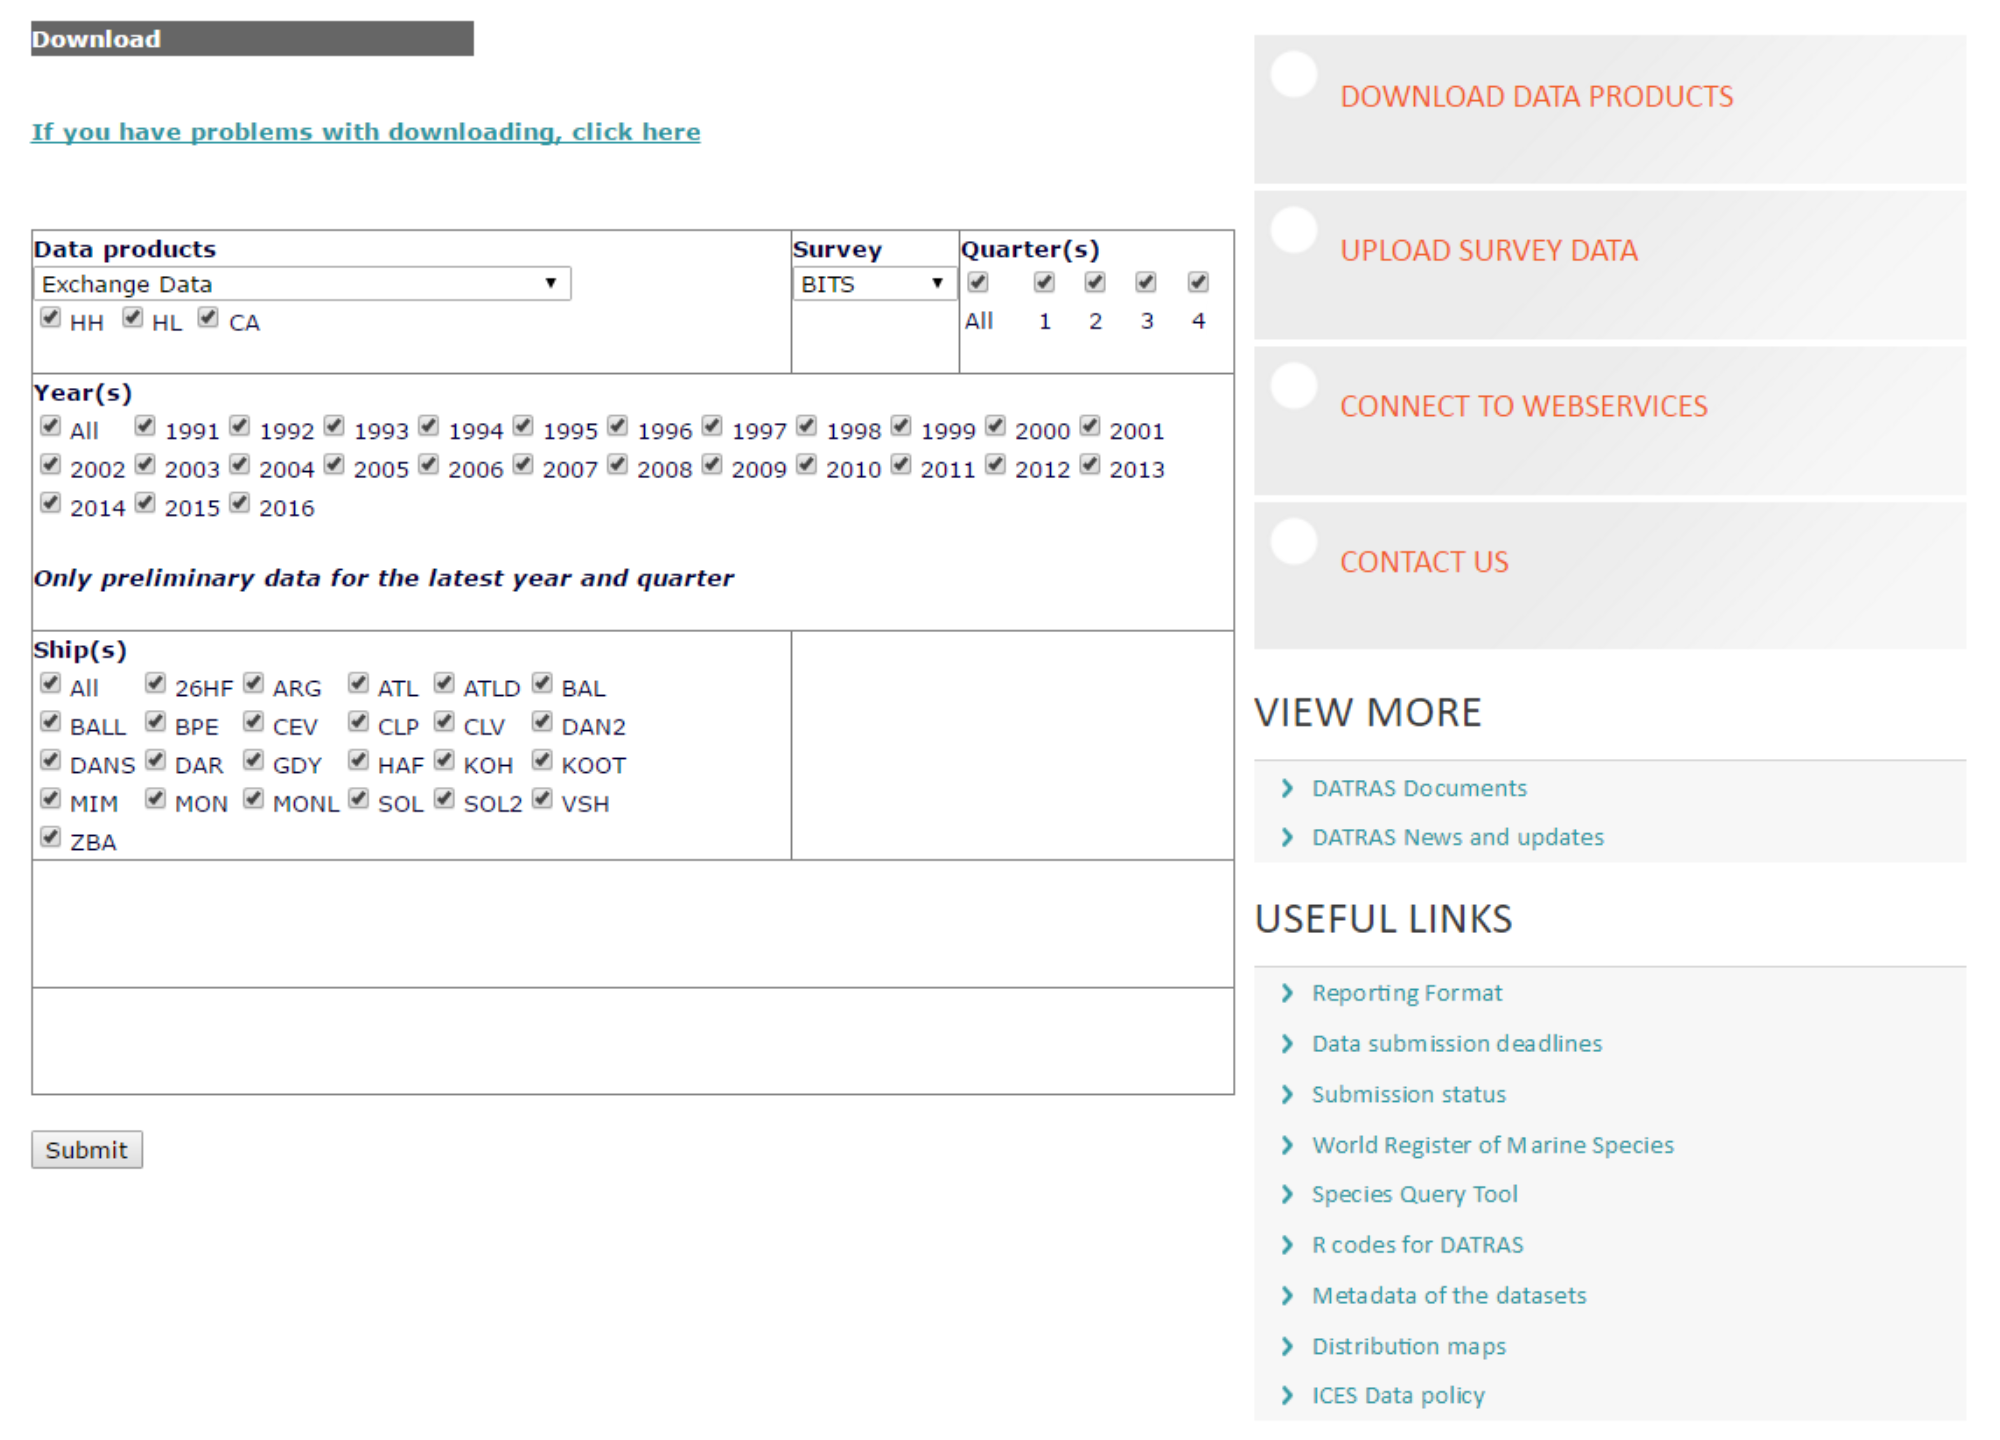 Download
If you have problems with downloading, click here
Data products
Exchange Data
HH HL CA
Survey
BITS
Quarter(s)
All 1 2 3 4
Year(s)
All 1991 1992 1993 1994 1995 1996 1997 1998 1999 2000 2001
2002 2003 2004 2005 2006 2007 2008 2009 2010 2011 2012 2013
2014 2015 2016
Only preliminary data for the latest year and quarter
Ship(s)
All 26HF ARG ATL ATLD BAL
BALL BPE CEV CLP CLV DAN2
DANS DAR GDY HAF KOH KOOT
MIM MON MONL SOL SOL2 VSH
ZBA
Submit
DOWNLOAD DATA PRODUCTS
UPLOAD SURVEY DATA
CONNECT TO WEBSERVICES
CONTACT US
VIEW MORE
DATRAS Documents
DATRAS News and updates
USEFUL LINKS
Reporting Format
Data submission deadlines
Submission status
World Register of Marine Species
Species Query Tool
R codes for DATRAS
Metadata of the datasets
Distribution maps
ICES Data policy